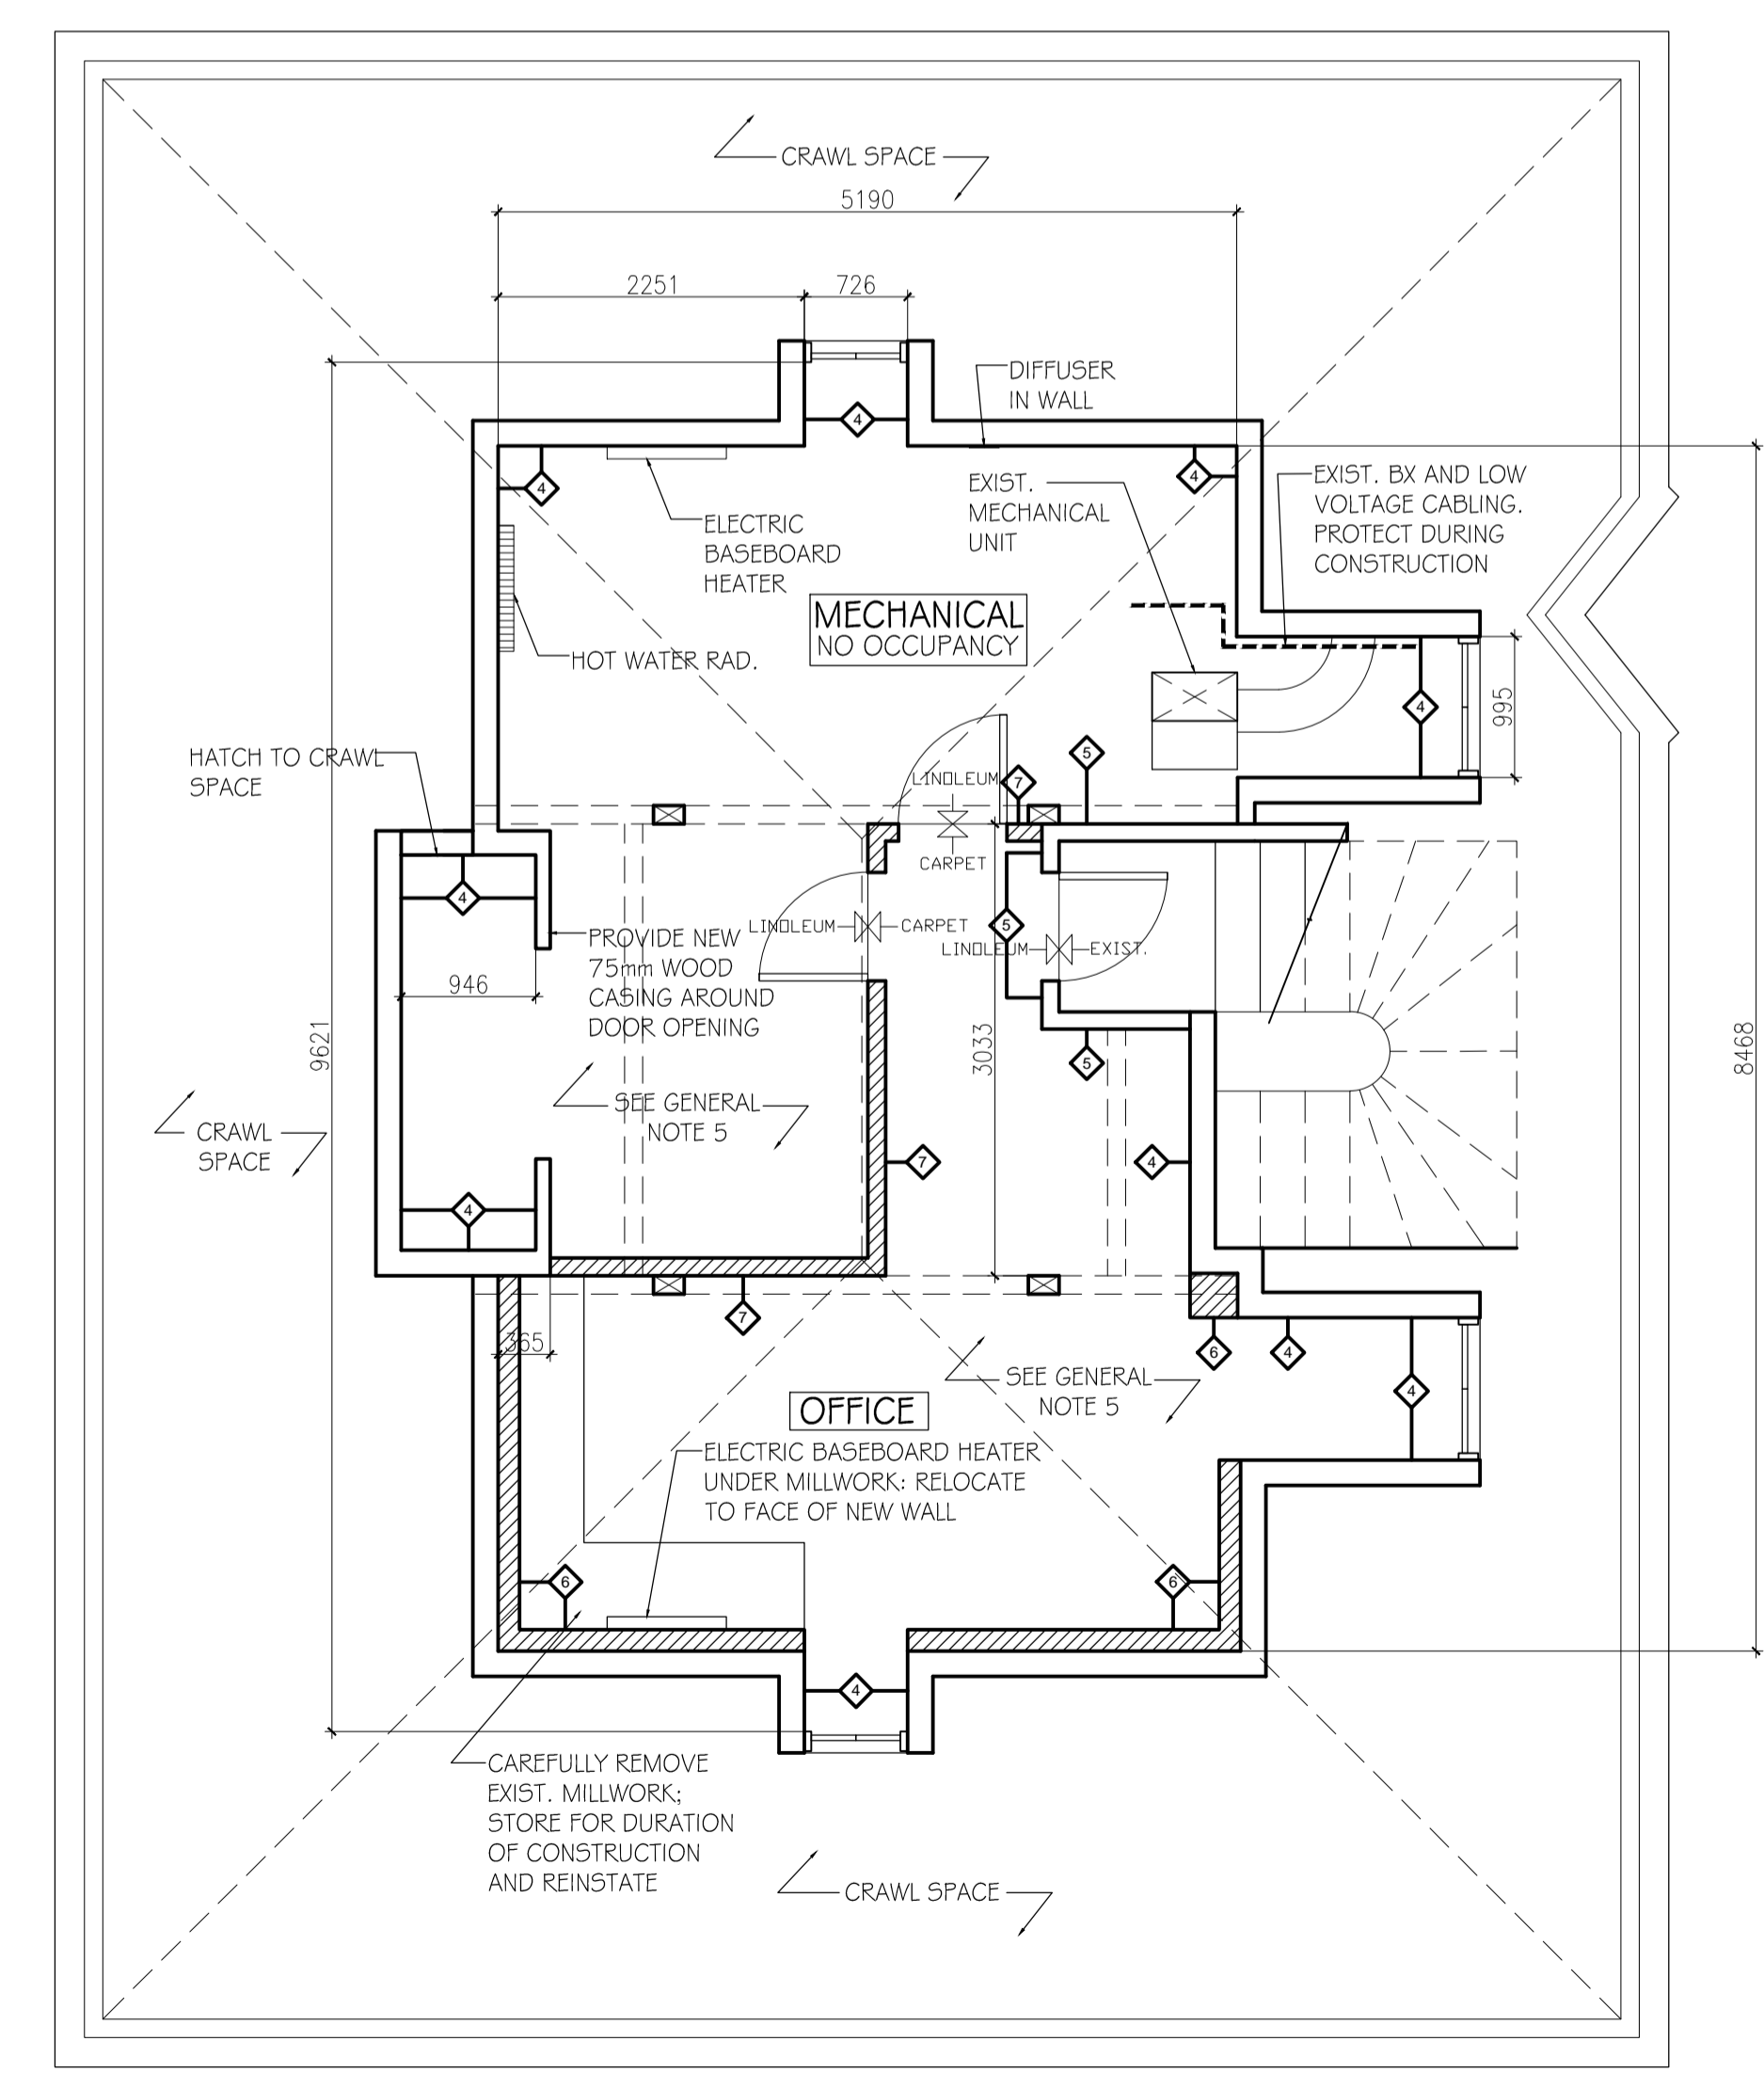 CRAWL SPACE
5190
2251
726
DIFFUSER
IN WALL
4
4
4
EXIST.
MECHANICAL
UNIT
EXIST. BX AND LOW
VOLTAGE CABLING.
PROTECT DURING
CONSTRUCTION
ELECTRIC
BASEBOARD
HEATER
MECHANICAL
NO OCCUPANCY
HOT WATER RAD.
4
995
HATCH TO CRAWL
SPACE
5
7
LINOLEUM
CARPET
4
LINOLEUM
CARPET
5
LINOLEUM
EXIST.
PROVIDE NEW
75mm WOOD
CASING AROUND
DOOR OPENING
946
9621
3033
8468
5
SEE GENERAL
NOTE 5
CRAWL
SPACE
7
4
4
7
365
6
4
4
SEE GENERAL
NOTE 5
OFFICE
ELECTRIC BASEBOARD HEATER
UNDER MILLWORK: RELOCATE
TO FACE OF NEW WALL
6
6
4
CAREFULLY REMOVE
EXIST. MILLWORK;
STORE FOR DURATION
OF CONSTRUCTION
AND REINSTATE
CRAWL SPACE